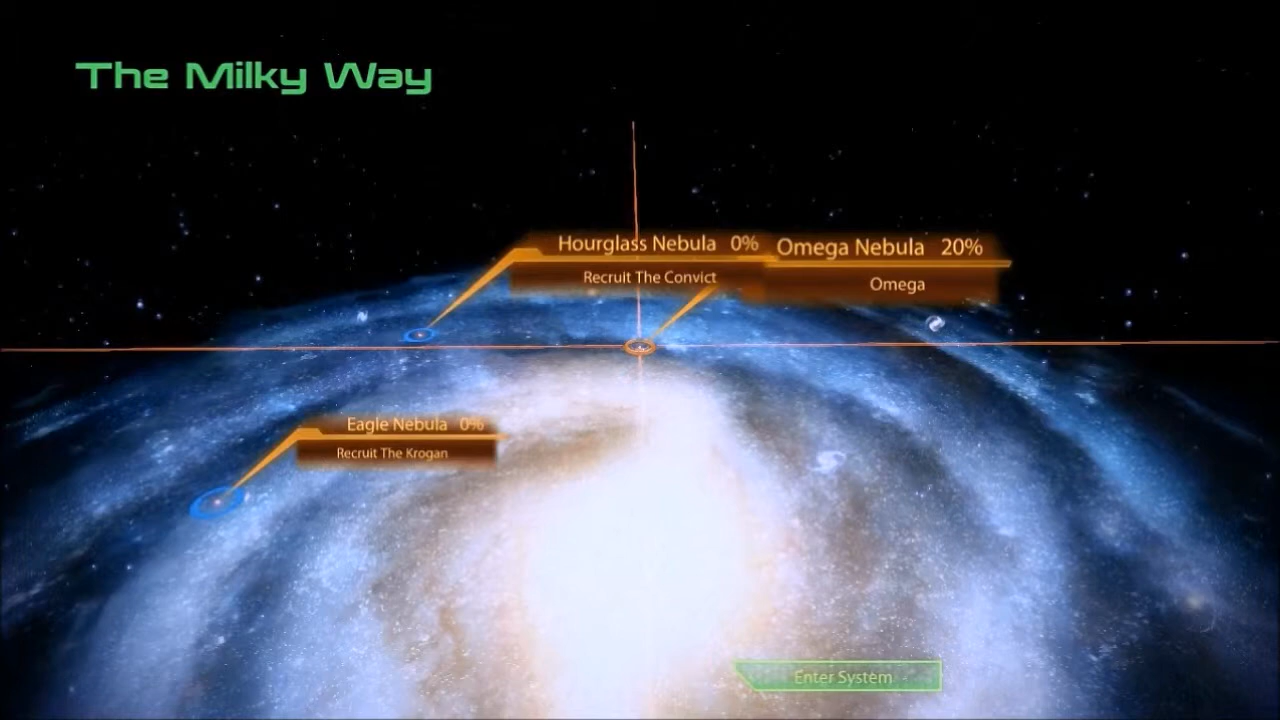 The Milky Way
Hourglass Nebula 0%
Recruit The Convict
Omega Nebula 20%
Omega
Eagle Nebula 0%
Recruit The Krogan
Enter System